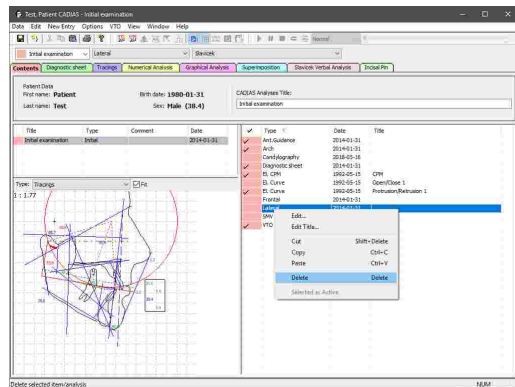 Test, Patient CADIAS - Initial examination
Data Edit New Entry Options VTO View Window Help
Normal
Initial examination Lateral Slavicek
Contents Diagnostic sheet Tracings Numerical Analysis Graphical Analysis Superimposition Slavicek Verbal Analysis Incisal Pin
Patient Data
First name: Patient Birth date: 1980-01-31
Last name: Test Sex: Male (38.4)
CADIAS Analyses Title:
Initial examination
Title Type Comment Date
Initial examination Initial 2014-01-31
Type: Tracings Fit
1 : 1.77
Type Date Title
Ant.Guidance 2014-01-31
Arch 2014-01-31
Condylography 2018-05-16
Diagnostic sheet 2014-01-31
El. CPM 1992-05-15 CPM
El. Curve 1992-05-15 Open/Close 1
El. Curve 1992-05-15 Protrusion/Retrusion 1
Frontal 2014-01-31
Lateral 2014-01-31
SMV
VTO
Edit...
Edit Title...
Cut Shift+Delete
Copy Ctrl+C
Paste Ctrl+V
Delete Delete
Selected as Active
Delete selected item/analysis NUM